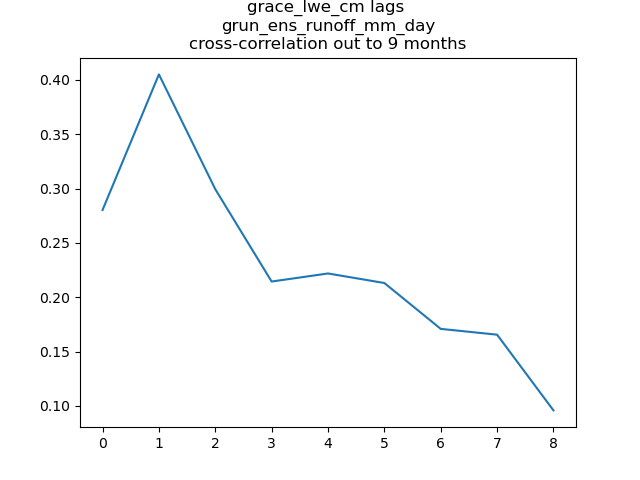 grace_lwe_cm lags
grun_ens_runoff_mm_day
cross-correlation out to 9 months
0.40
0.35
0.30
0.25
0.20
0.15
0.10
0 1 2 3 4 5 6 7 8